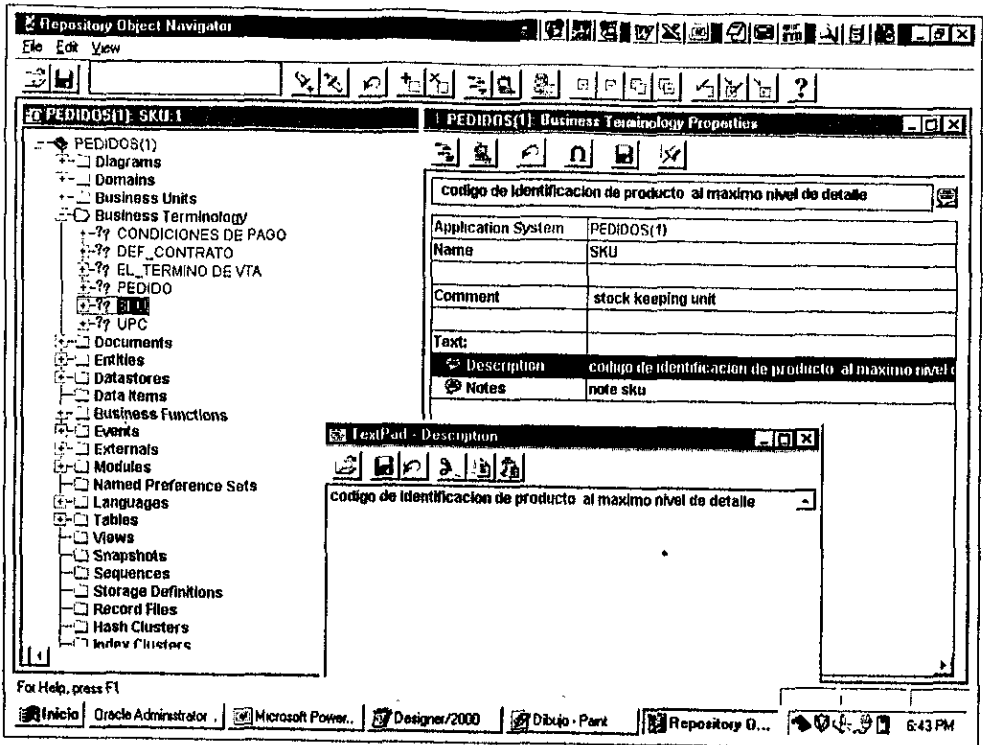 Repository Object Navigator
File Edit View
PEDIDOS(1): SKU:1
PEDIDOS(1)
Diagrams
Domains
Business Units
Business Terminology
?? CONDICIONES DE PAGO
?? DEF_CONTRATO
?? EL_TERMINO DE VTA
?? PEDIDO
?? SKU
?? UPC
Documents
Entities
Datastores
Data Items
Business Functions
Events
Externals
Modules
Named Preference Sets
Languages
Tables
Views
Snapshots
Sequences
Storage Definitions
Record Files
Hash Clusters
Index Clusters
PEDIDOS(1): Business Terminology Properties
codigo de identificacion de producto al maximo nivel de detalle
Application System PEDIDOS(1)
Name SKU
Comment stock keeping unit
Text:
Description codigo de identificacion de producto al maximo nivel d
Notes note sku
TextPad - Description
codigo de identificacion de producto al maximo nivel de detalle
For Help, press F1
Inicio Oracle Administrator . Microsoft Power.. Designer/2000 Dibujo - Paint Repository O... 6:43 PM